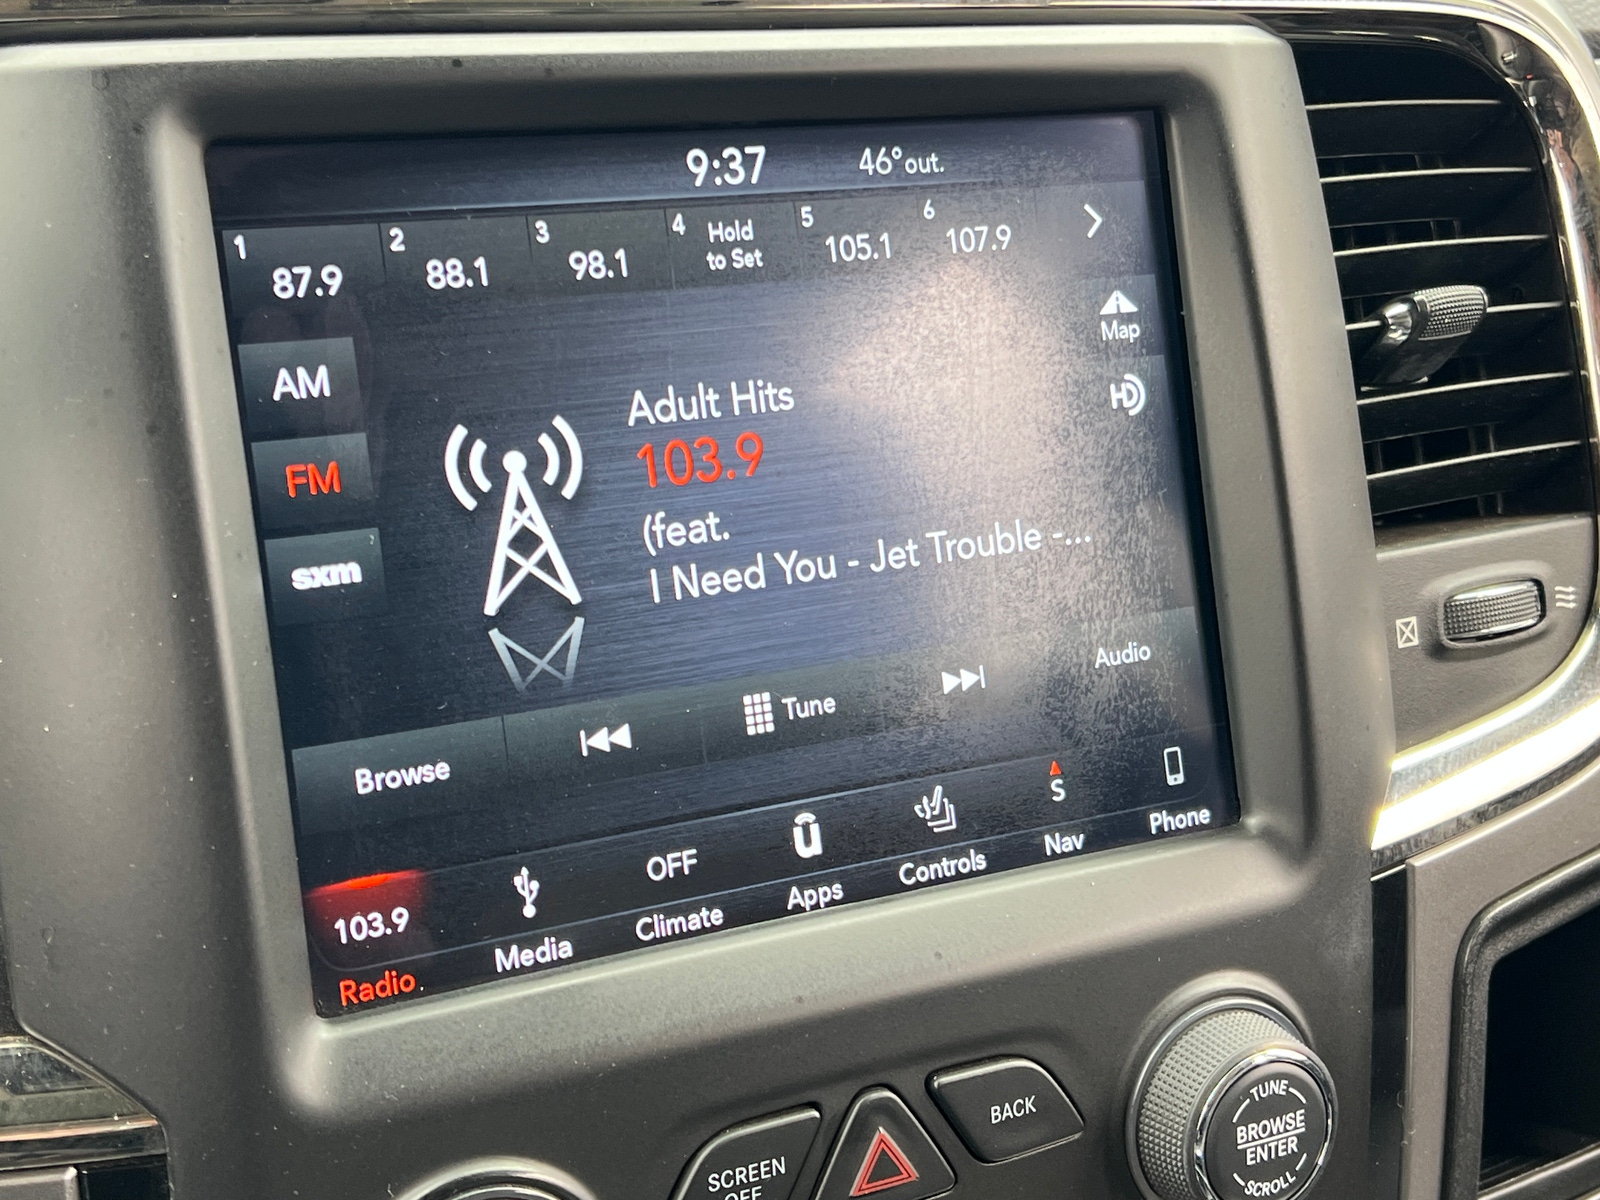 9:37 46° out.
1 87.9
2 88.1
3 98.1
4 Hold
to Set
5 105.1
6 107.9
Map
HD
AM
FM
sxm
Adult Hits
103.9
(feat.
I Need You - Jet Trouble -...
Browse
Tune
Audio
103.9
Radio
Media
OFF
Climate
u
Apps
Controls
S
Nav
Phone
SCREEN
OFF
BACK
TUNE
BROWSE
ENTER
SCROLL